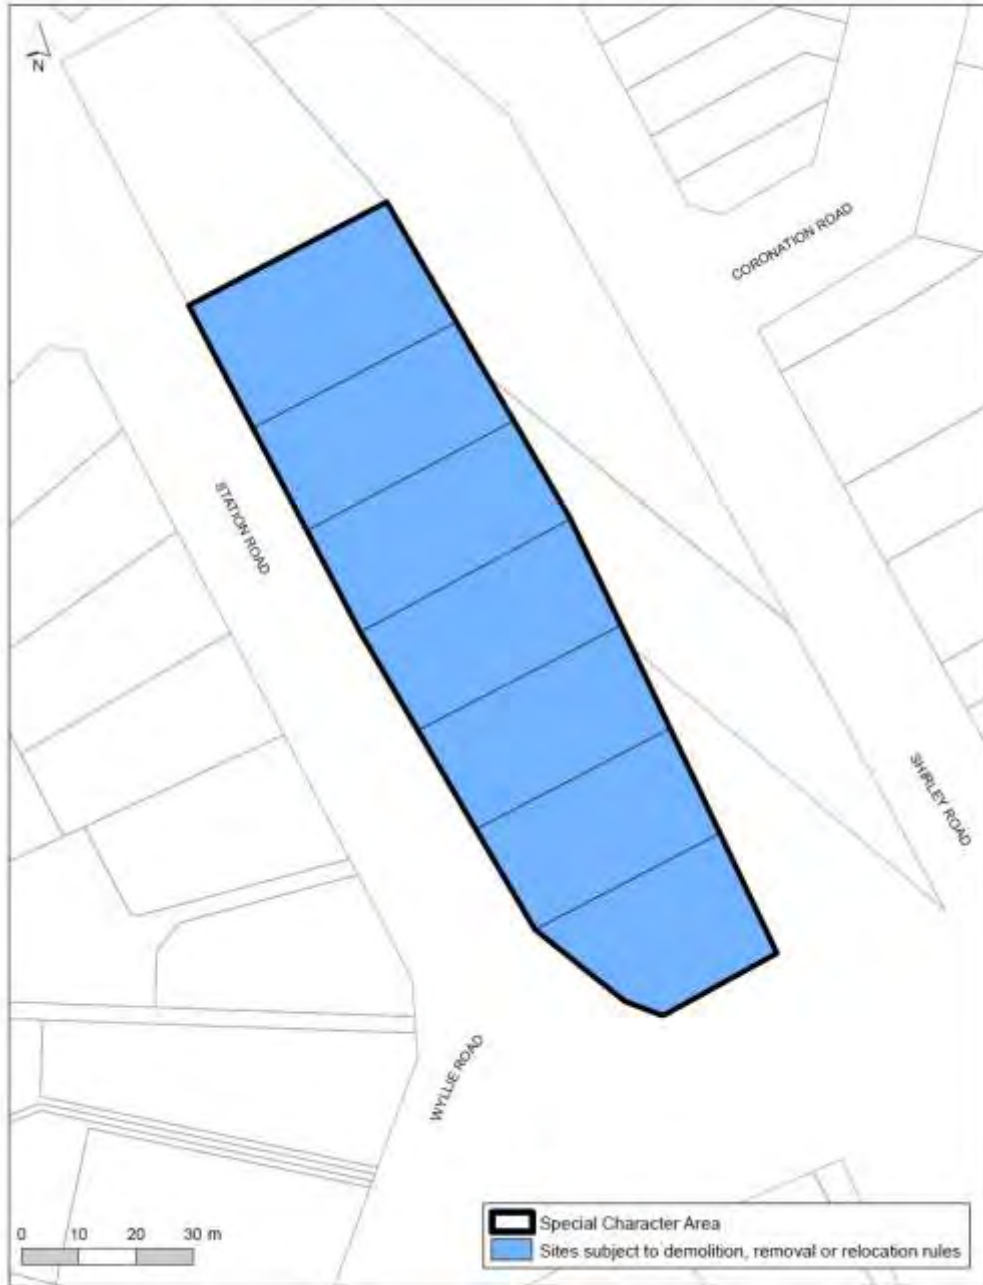 N
CORONATION ROAD
STATION ROAD
SHIRLEY ROAD
WYLLIE ROAD
0 10 20 30 m
Special Character Area
Sites subject to demolition, removal or relocation rules